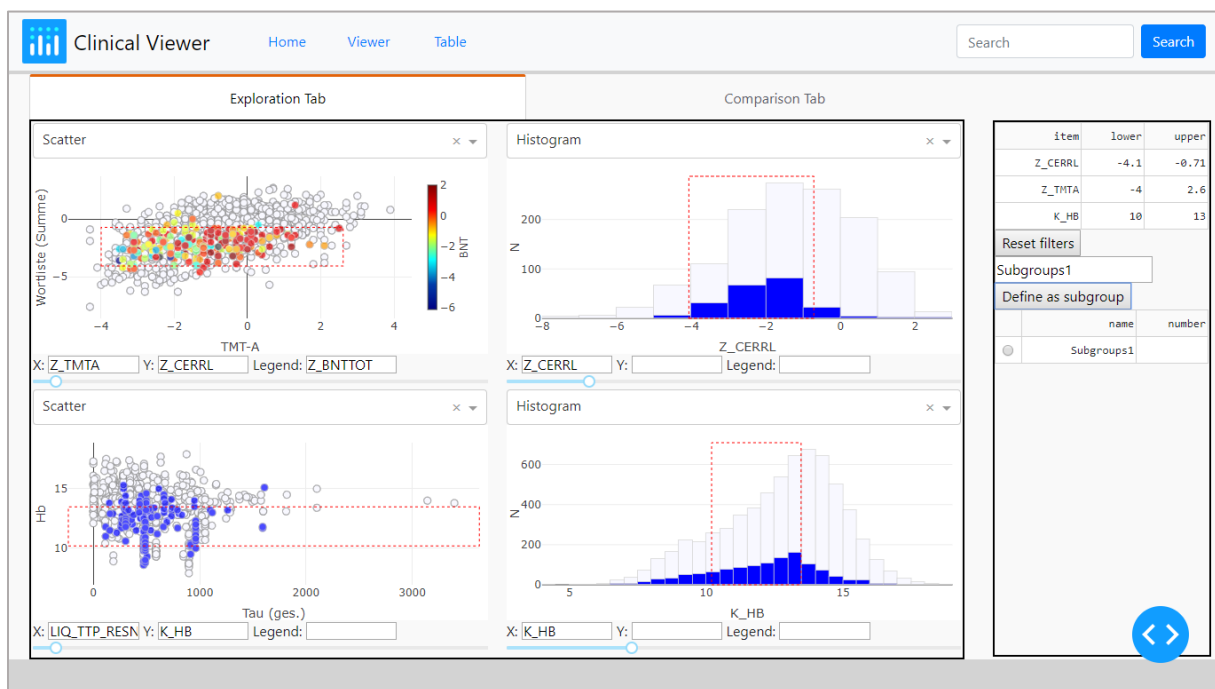 Clinical Viewer Home Viewer Table Search Search
Exploration Tab Comparison Tab
Scatter × Histogram ×
Wortliste (Summe)
0
−5
−4 −2 0 2 4
TMT-A
2
0
−2
−4
−6
BNT
N
200
100
0
−8 −6 −4 −2 0 2
Z_CERRL
X: Z_TMTA Y: Z_CERRL Legend: Z_BNTTOT
X: Z_CERRL Y: Legend:
Scatter × Histogram ×
Hb
15
10
0 1000 2000 3000
Tau (ges.)
N
600
400
200
0
5 10 15
K_HB
X: LIQ_TTP_RESN Y: K_HB Legend:
X: K_HB Y: Legend:
item lower upper
Z_CERRL -4.1 -0.71
Z_TMTA -4 2.6
K_HB 10 13
Reset filters
Subgroups1
Define as subgroup
name number
Subgroups1